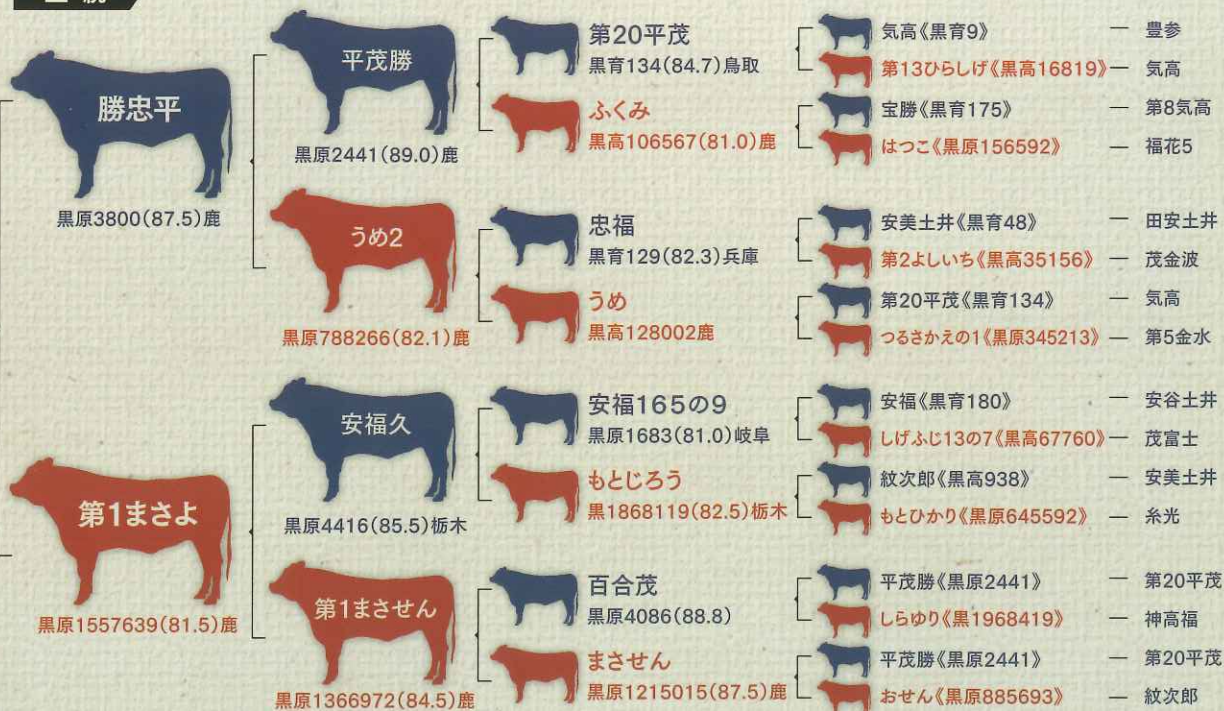 勝忠平
黒原3800(87.5)鹿
平茂勝
黒原2441(89.0)鹿
第20平茂
黒育134(84.7)鳥取
気高《黒育9》 ― 豊参
第13ひらしげ《黒高16819》 ― 気高
ふくみ
黒高106567(81.0)鹿
宝勝《黒育175》 ― 第8気高
はつこ《黒原156592》 ― 福花5
うめ2
黒原788266(82.1)鹿
忠福
黒育129(82.3)兵庫
安美土井《黒育48》 ― 田安土井
第2よしいち《黒高35156》 ― 茂金波
うめ
黒高128002鹿
第20平茂《黒育134》 ― 気高
つるさかえの1《黒原345213》 ― 第5金水
第1まさよ
黒原1557639(81.5)鹿
安福久
黒原4416(85.5)栃木
安福165の9
黒原1683(81.0)岐阜
安福《黒育180》 ― 安谷土井
しげふじ13の7《黒高67760》 ― 茂富士
もとじろう
黒1868119(82.5)栃木
紋次郎《黒高938》 ― 安美土井
もとひかり《黒原645592》 ― 糸光
第1まさせん
黒原1366972(84.5)鹿
百合茂
黒原4086(88.8)
平茂勝《黒原2441》 ― 第20平茂
しらゆり《黒1968419》 ― 神高福
まさせん
黒原1215015(87.5)鹿
平茂勝《黒原2441》 ― 第20平茂
おせん《黒原885693》 ― 紋次郎